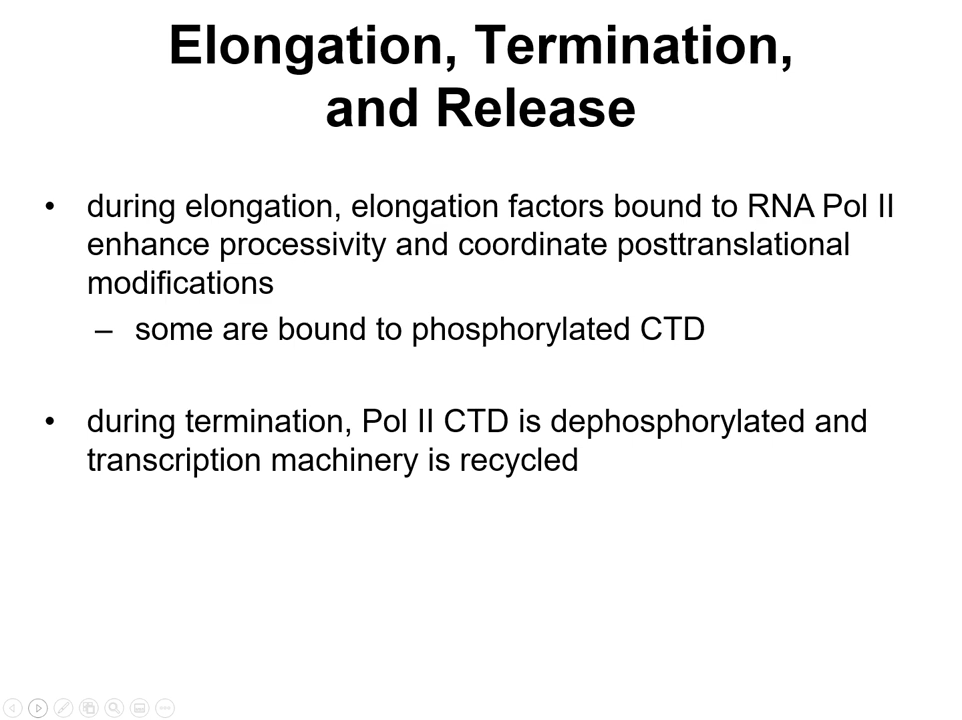 Elongation, Termination,
and Release
• during elongation, elongation factors bound to RNA Pol II
enhance processivity and coordinate posttranslational
modifications
– some are bound to phosphorylated CTD
• during termination, Pol II CTD is dephosphorylated and
transcription machinery is recycled